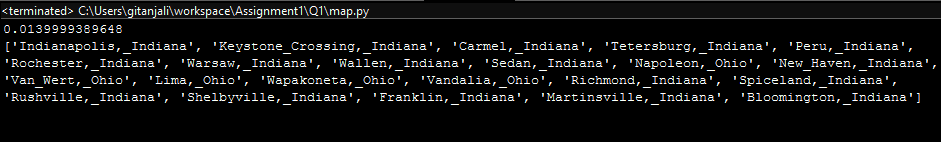 <terminated> C:\Users\gitanjali\workspace\Assignment1\Q1\map.py
0.0139999389648
['Indianapolis,_Indiana', 'Keystone_Crossing,_Indiana', 'Carmel,_Indiana', 'Tetersburg,_Indiana', 'Peru,_Indiana',
'Rochester,_Indiana', 'Warsaw,_Indiana', 'Wallen,_Indiana', 'Sedan,_Indiana', 'Napoleon,_Ohio', 'New_Haven,_Indiana',
'Van_Wert,_Ohio', 'Lima,_Ohio', 'Wapakoneta,_Ohio', 'Vandalia,_Ohio', 'Richmond,_Indiana', 'Spiceland,_Indiana',
'Rushville,_Indiana', 'Shelbyville,_Indiana', 'Franklin,_Indiana', 'Martinsville,_Indiana', 'Bloomington,_Indiana']